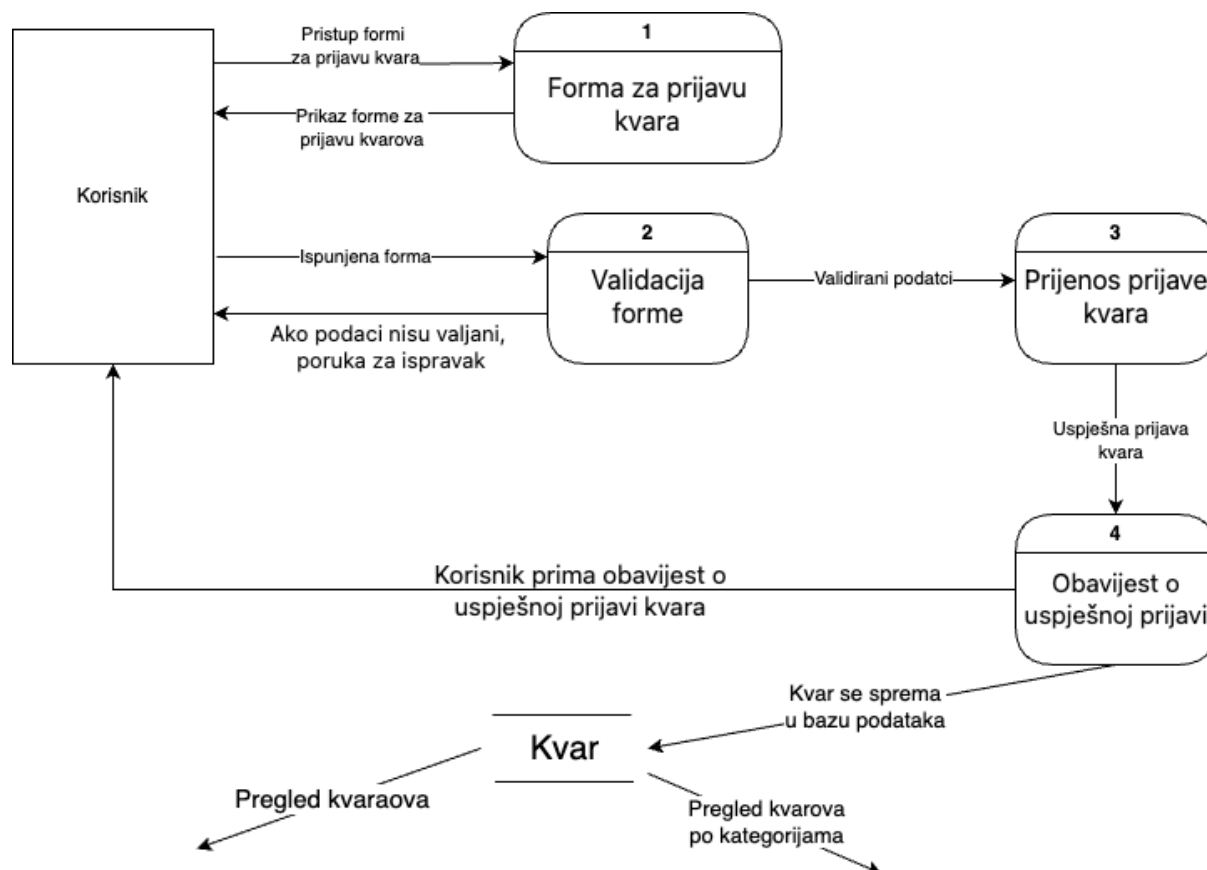 Pristup formi
za prijavu kvara
1
Forma za prijavu
kvara
Prikaz forme za
prijavu kvarova
Korisnik
Ispunjena forma
2
Validacija
forme
Validirani podatci
3
Prijenos prijave
kvara
Ako podaci nisu valjani,
poruka za ispravak
Uspješna prijava
kvara
4
Obavijest o
uspješnoj prijavi
Korisnik prima obavijest o
uspješnoj prijavi kvara
Kvar se sprema
u bazu podataka
Kvar
Pregled kvaraova
Pregled kvarova
po kategorijama